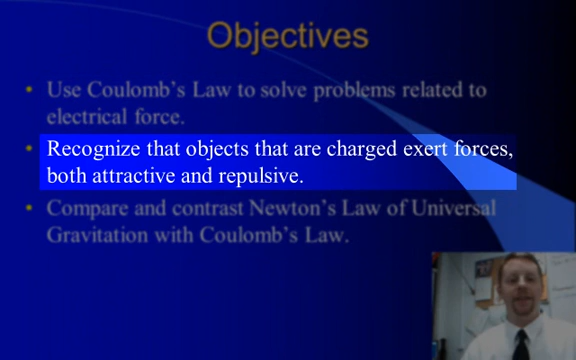 Objectives
• Use Coulomb's Law to solve problems related to
electrical force.
• Recognize that objects that are charged exert forces,
both attractive and repulsive.
• Compare and contrast Newton's Law of Universal
Gravitation with Coulomb's Law.